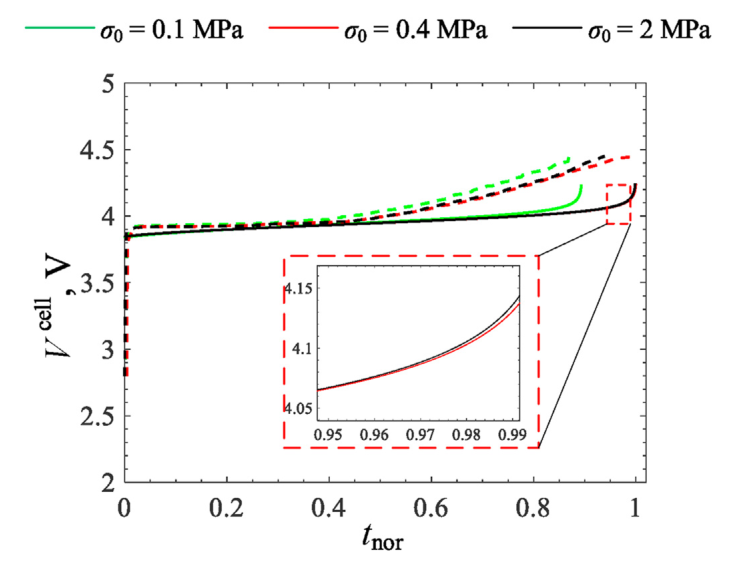 σ₀ = 0.1 MPa σ₀ = 0.4 MPa σ₀ = 2 MPa
5
4.5
4
3.5
3
2.5
2
V^cell, V
4.15
4.1
4.05
0.95 0.96 0.97 0.98 0.99
0 0.2 0.4 0.6 0.8 1
t_nor